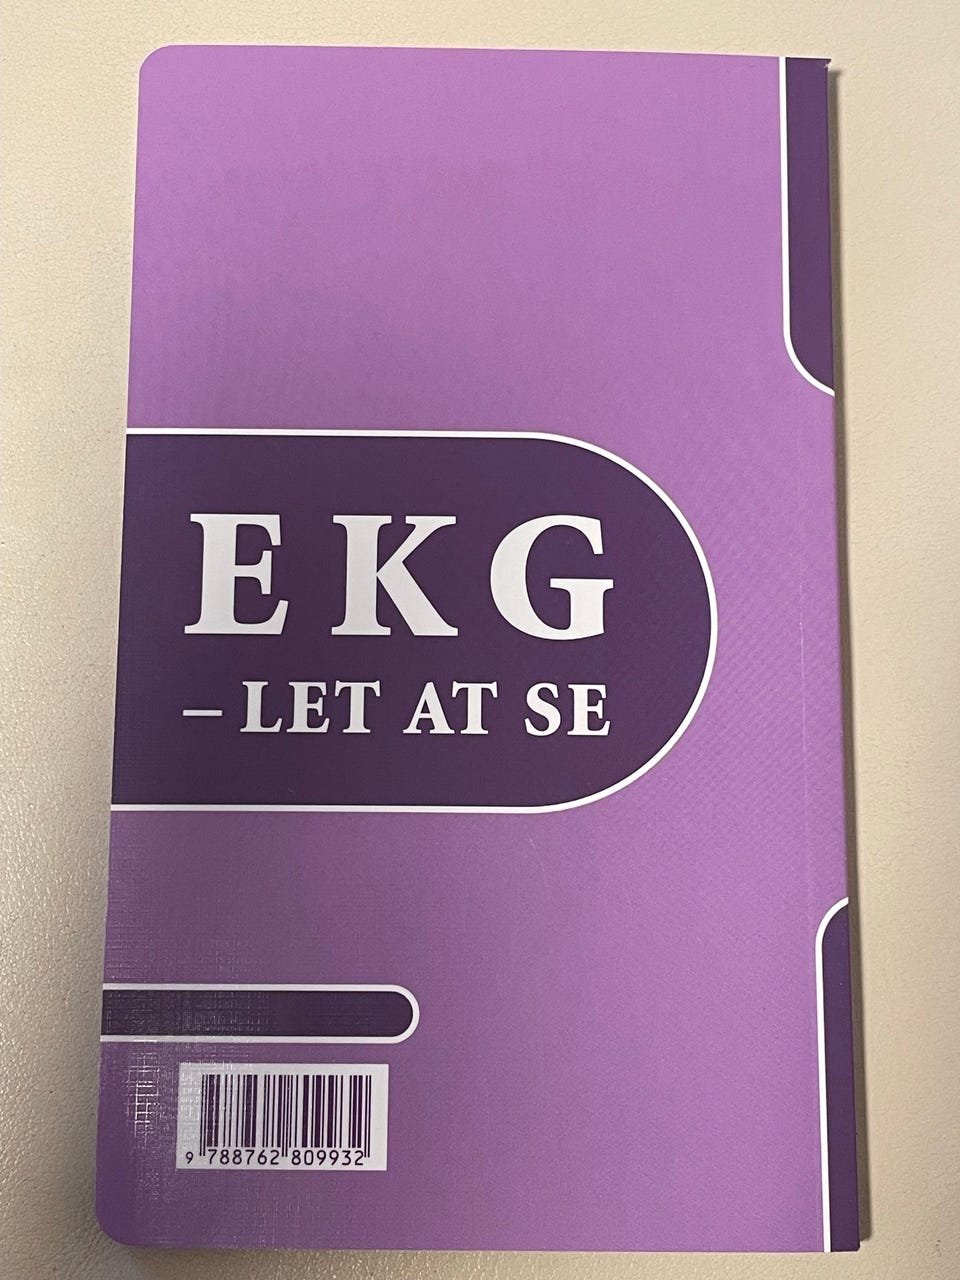 EKG
– LET AT SE
9 788762 809932